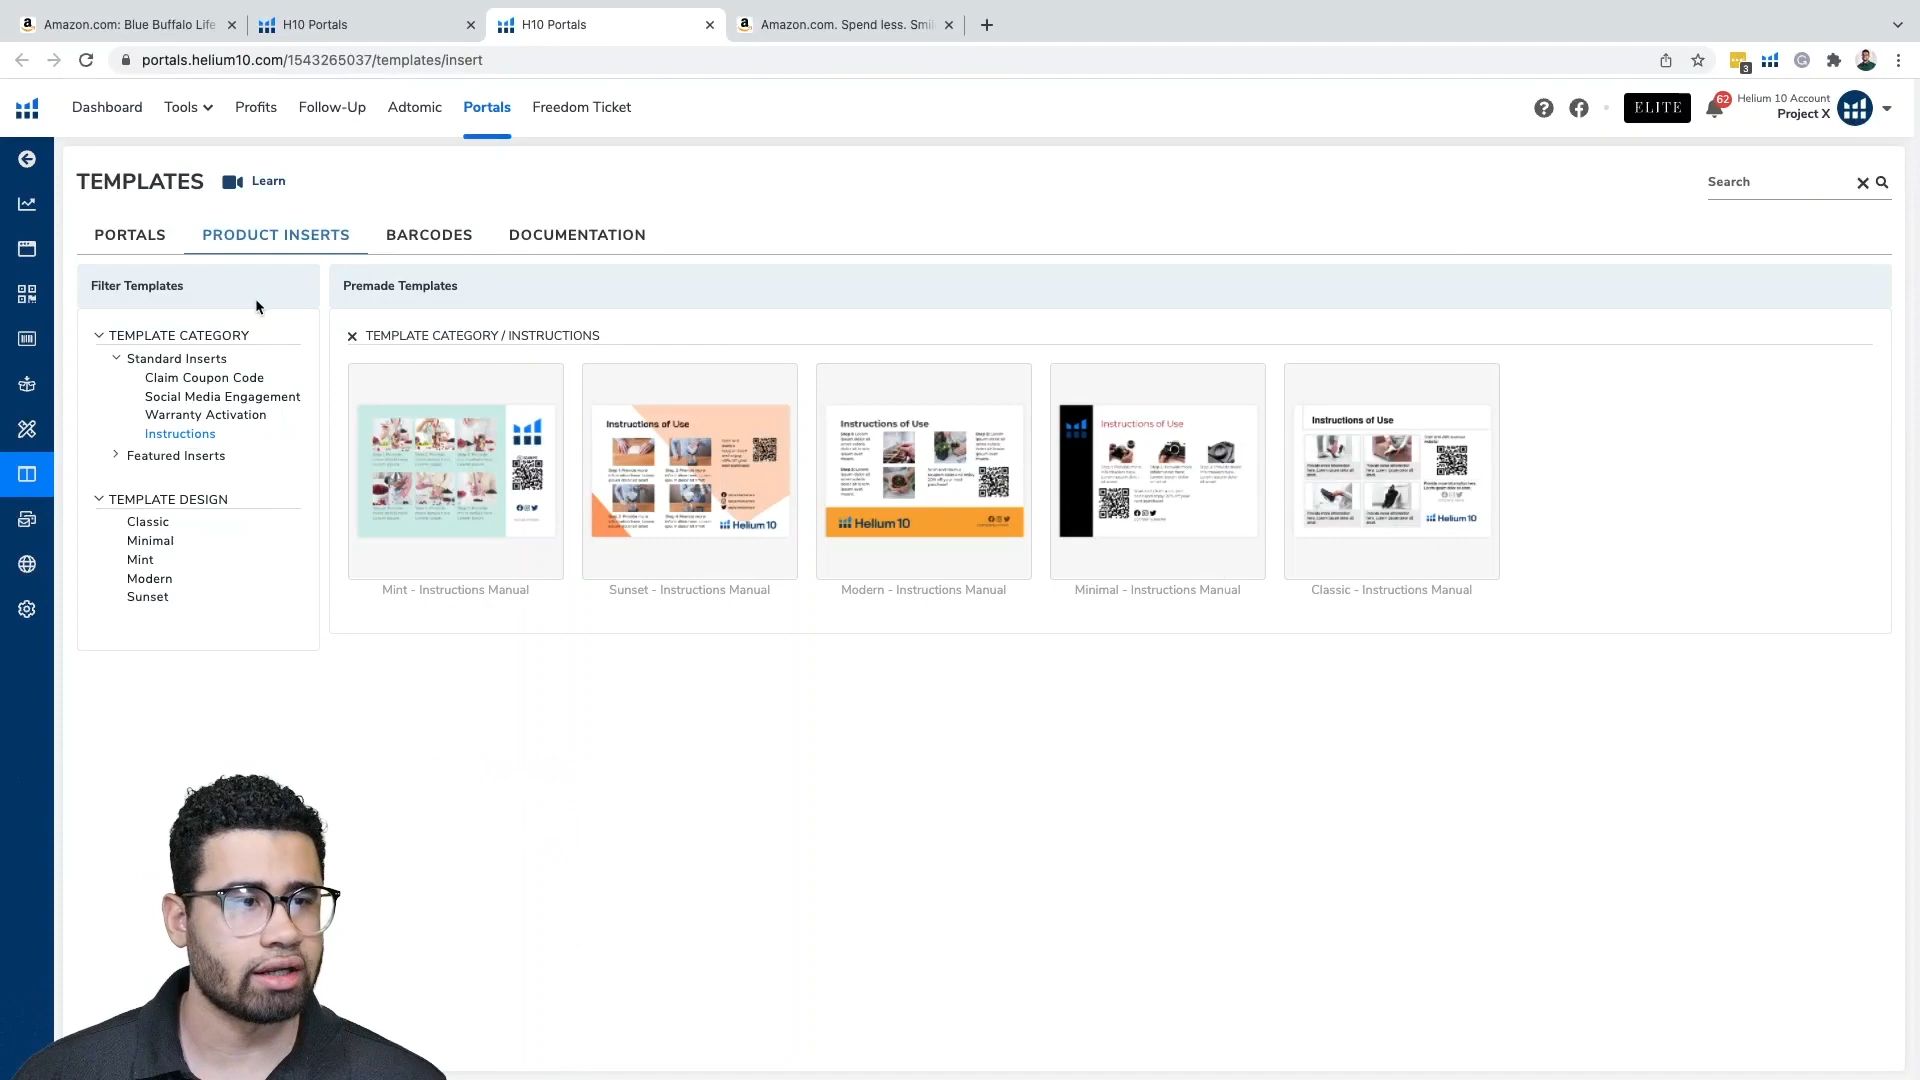 Amazon.com: Blue Buffalo Life
H10 Portals
H10 Portals
Amazon.com. Spend less. Smil
portals.helium10.com/1543265037/templates/insert
3
Dashboard
Tools
Profits
Follow-Up
Adtomic
Portals
Freedom Ticket
ELITE
62
Helium 10 Account
Project X
TEMPLATES
Learn
Search
PORTALS
PRODUCT INSERTS
BARCODES
DOCUMENTATION
Filter Templates
TEMPLATE CATEGORY
Standard Inserts
Claim Coupon Code
Social Media Engagement
Warranty Activation
Instructions
Featured Inserts
TEMPLATE DESIGN
Classic
Minimal
Mint
Modern
Sunset
Premade Templates
TEMPLATE CATEGORY / INSTRUCTIONS
Mint - Instructions Manual
Instructions of Use
Helium 10
Sunset - Instructions Manual
Instructions of Use
Helium 10
Modern - Instructions Manual
Instructions of Use
Minimal - Instructions Manual
Instructions of Use
Helium 10
Classic - Instructions Manual